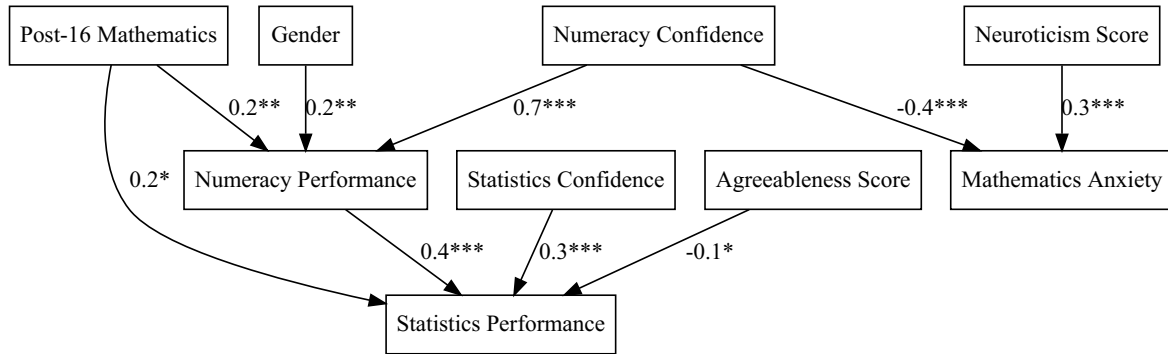 Post-16 Mathematics
Gender
Numeracy Confidence
Neuroticism Score
0.2**
0.2**
0.7***
-0.4***
0.3***
0.2*
Numeracy Performance
Statistics Confidence
Agreeableness Score
Mathematics Anxiety
0.4***
0.3***
-0.1*
Statistics Performance